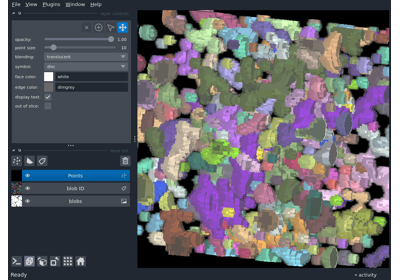 File View Plugins Window Help
opacity: 1.00
point size: 10
blending: translucent
symbol: disc
face color: white
edge color: dimgrey
display text:
out of slice:
Points
blob ID
blobs
Ready
activity